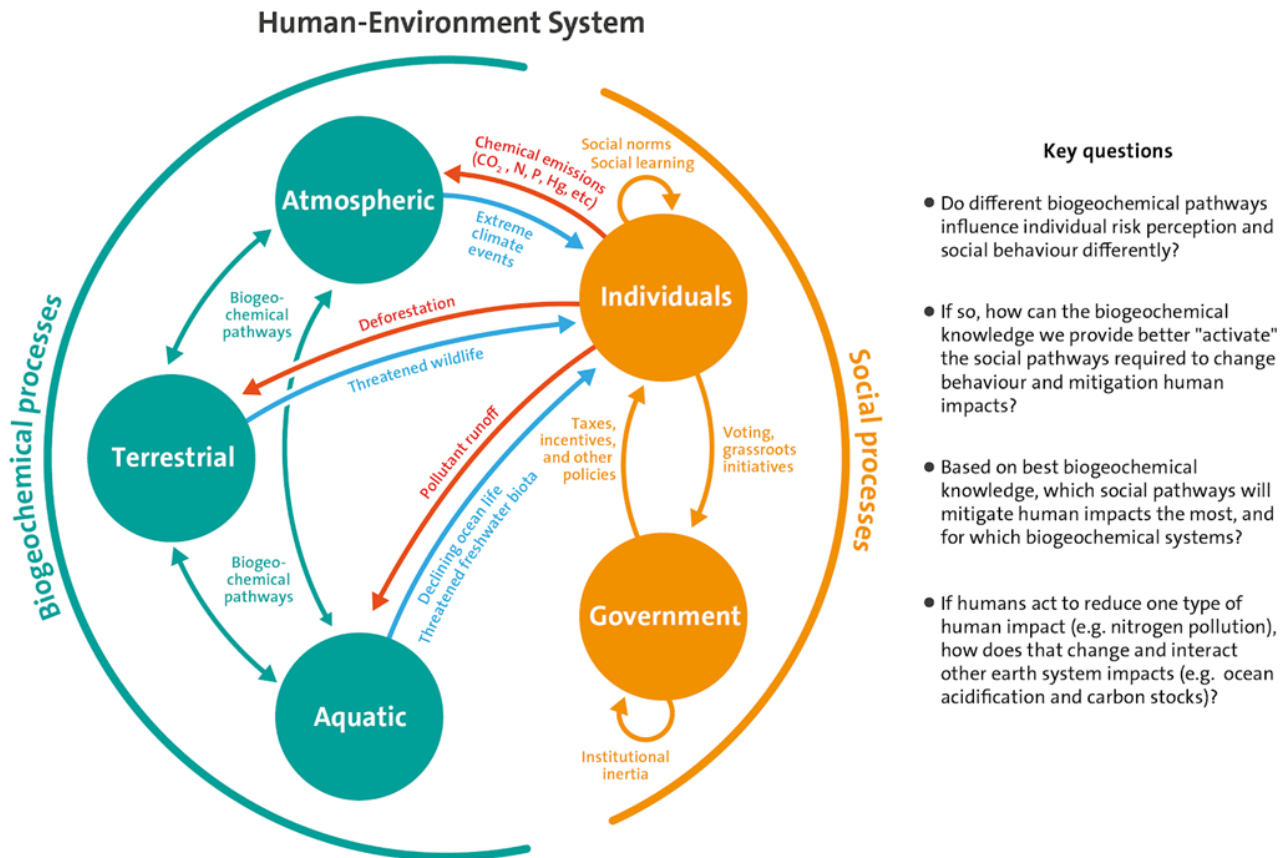 Human-Environment System
Biogeochemical processes
Atmospheric
Terrestrial
Aquatic
Biogeo-
chemical
pathways
Biogeo-
chemical
pathways
Chemical emissions
(CO₂ , N, P, Hg, etc)
Extreme
climate
events
Deforestation
Threatened wildlife
Pollutant runoff
Declining ocean life
Threatened freshwater biota
Social norms
Social learning
Individuals
Taxes,
incentives,
and other
policies
Voting,
grassroots
initiatives
Government
Institutional
inertia
Social processes
Key questions
● Do different biogeochemical pathways
influence individual risk perception and
social behaviour differently?
● If so, how can the biogeochemical
knowledge we provide better "activate"
the social pathways required to change
behaviour and mitigation human
impacts?
● Based on best biogeochemical
knowledge, which social pathways will
mitigate human impacts the most, and
for which biogeochemical systems?
● If humans act to reduce one type of
human impact (e.g. nitrogen pollution),
how does that change and interact
other earth system impacts (e.g. ocean
acidification and carbon stocks)?